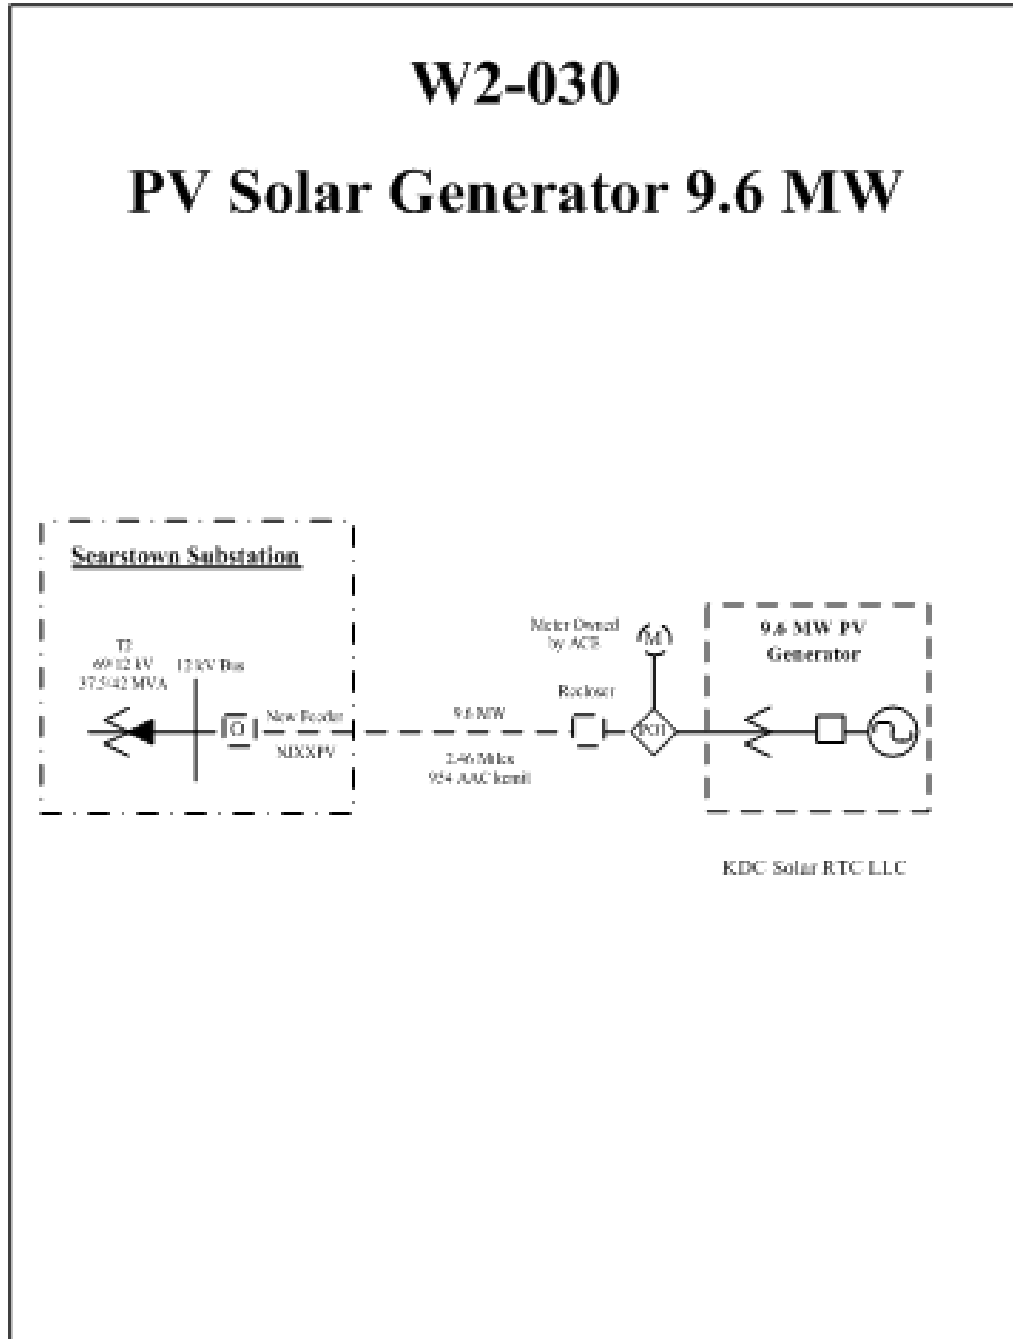 W2-030
PV Solar Generator 9.6 MW
Searstown Substation
T2
69/12 kV
37.5/42 MVA
12 kV Bus
New Feeder
NJXXPV
9.6 MW
2.46 Miles
954 AAC kcmil
Meter Owned
by ACE
M
Recloser
POI
9.6 MW PV
Generator
KDC Solar RTC LLC